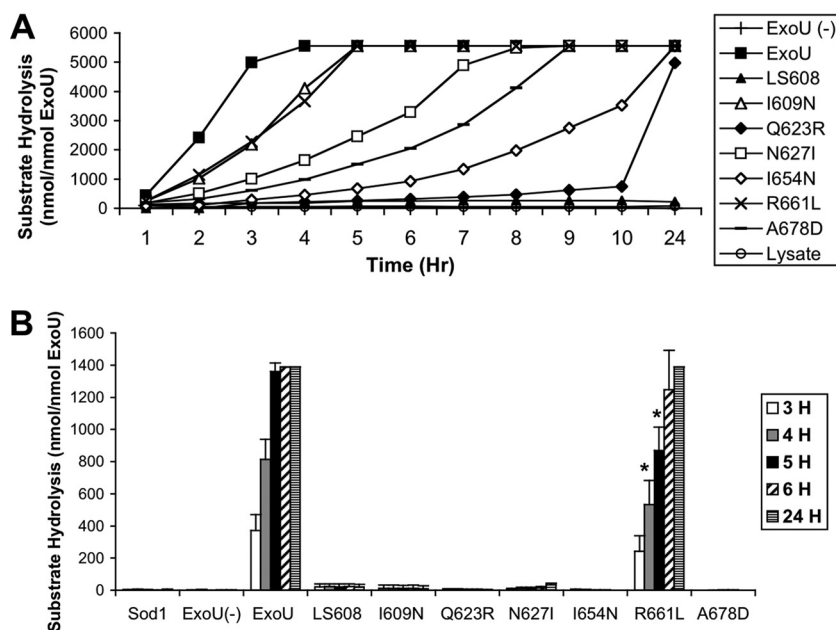 A
Substrate Hydrolysis
(nmol/nmol ExoU)
6000
5000
4000
3000
2000
1000
0
1 2 3 4 5 6 7 8 9 10 24
Time (Hr)
ExoU (-)
ExoU
LS608
I609N
Q623R
N627I
I654N
R661L
A678D
Lysate
B
Substrate Hydrolysis (nmol/nmol ExoU)
1600
1400
1200
1000
800
600
400
200
0
* *
Sod1 ExoU(-) ExoU LS608 I609N Q623R N627I I654N R661L A678D
3 H
4 H
5 H
6 H
24 H